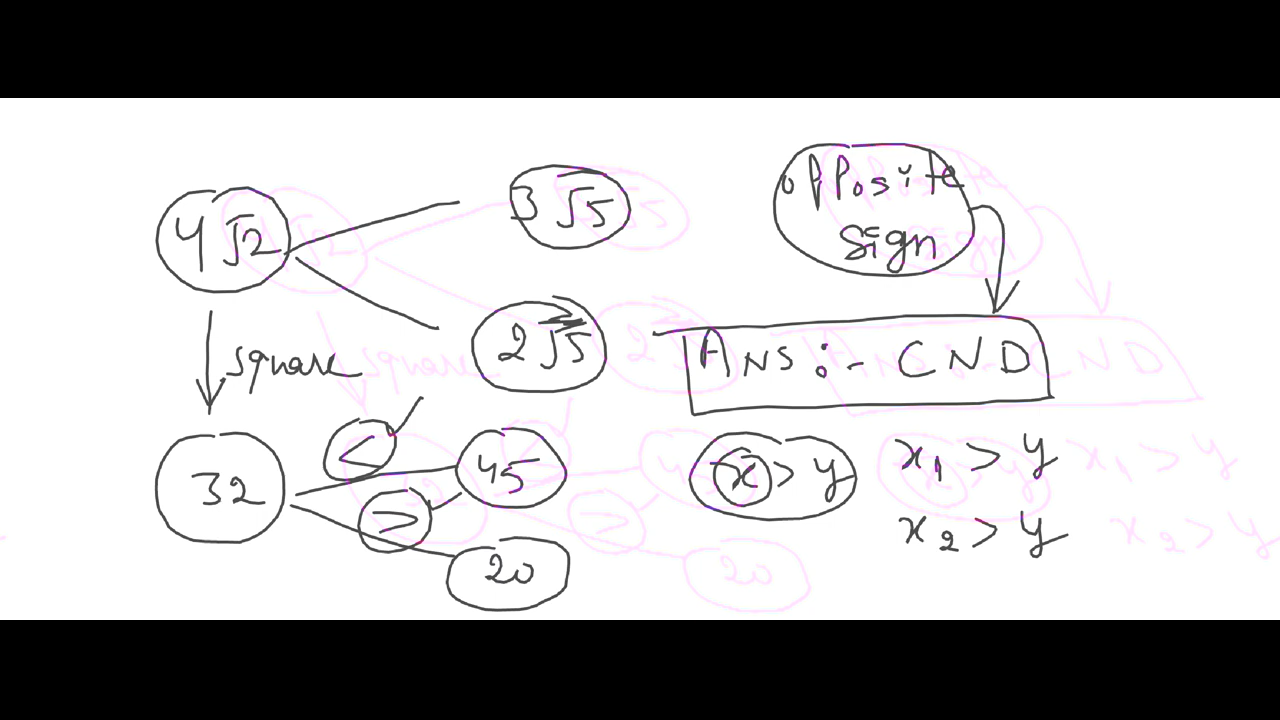 4√2
3√5
2√5
square
32
<
45
>
20
opposite
sign
Ans :- CND
x > y
x₁ > y
x₂ > y